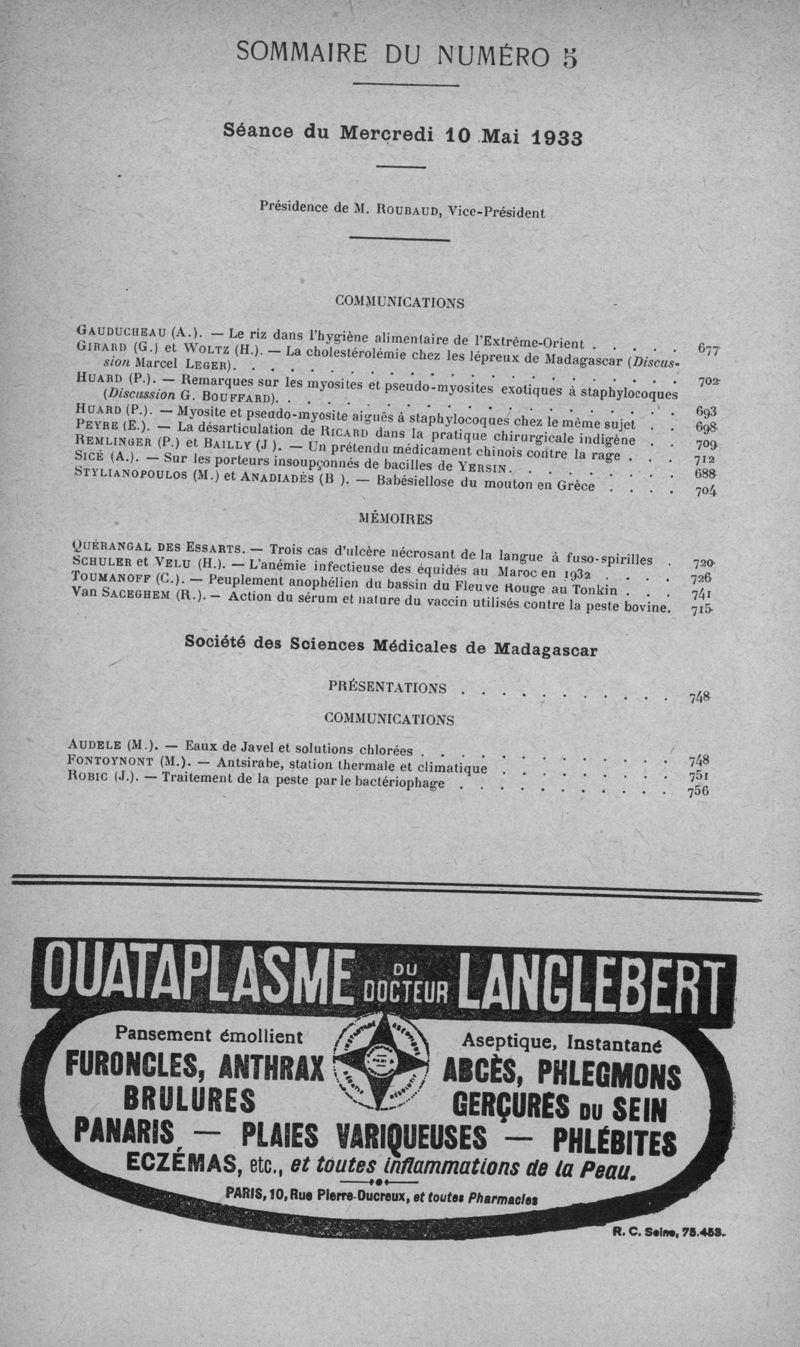 SOMMAIRE DU NUMÉRO 5
Séance du Mercredi 10 Mai 1933
Présidence de M. ROUBAUD, Vice-Président
COMMUNICATIONS
GAUDUCHEAU (A.). — Le riz dans l'hygiène alimentaire de l'Extrême-Orient . . . . . 677
GIRARD (G.) et WOLTZ (H.). — La cholestérolémie chez les lépreux de Madagascar (Discus-
sion Marcel LEGER). . . . . . . . . . . . . . . . . 702
HUARD (P.). — Remarques sur les myosites et pseudo-myosites exotiques à staphylocoques
(Discussion G. BOUFFARD). . . . . . . . . . . . . . . 693
HUARD (P.). — Myosite et pseudo-myosite aiguës à staphylocoques chez le même sujet . . 698
PEYRE (E.). — La désarticulation de RICARD dans la pratique chirurgicale indigène . . 709
REMLINGER (P.) et BAILLY (J ). — Un prétendu médicament chinois contre la rage . . . 712
SICÉ (A.). — Sur les porteurs insoupçonnés de bacilles de YERSIN. . . . . . . 688
STYLIANOPOULOS (M.) et ANADIADÈS (B ). — Babésiellose du mouton en Grèce . . . . 704
MÉMOIRES
QUÉRANGAL DES ESSARTS. — Trois cas d'ulcère nécrosant de la langue à fuso-spirilles . 720
SCHULER et VELU (H.). — L'anémie infectieuse des équidés au Maroc en 1932 . . . . 726
TOUMANOFF (C.). — Peuplement anophélien du bassin du Fleuve Rouge au Tonkin . . . 741
Van SACEGHEM (R.). — Action du sérum et nature du vaccin utilisés contre la peste bovine. 715
Société des Sciences Médicales de Madagascar
PRÉSENTATIONS . . . . . . . . . . . 748
COMMUNICATIONS
AUDELE (M.). — Eaux de Javel et solutions chlorées . . . . . . . . . . . 748
FONTOYNONT (M.). — Antsirabe, station thermale et climatique . . . . . . . . . 751
ROBIC (J.). — Traitement de la peste par le bactériophage . . . . . . . . . . 756
OUATAPLASME DU DOCTEUR LANGLEBERT
Pansement émollient Aseptique, Instantané
FURONCLES, ANTHRAX ABCÈS, PHLEGMONS
BRULURES GERÇURES DU SEIN
PANARIS — PLAIES VARIQUEUSES — PHLÉBITES
ECZÉMAS, etc., et toutes inflammations de la Peau.
PARIS, 10, Rue Pierre-Ducreux, et toutes Pharmacies
R. C. Seine, 75.453.